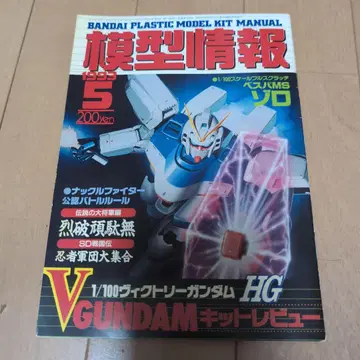 BANDAI PLASTIC MODEL KIT MANUAL
模型情報
1993
5
200YEN
●1/100スケールフルスクラッチ
ベスパMS
ゾロ
●ナックルファイター
公認バトルルール
伝説の大将軍編
烈破頑駄無
SD戦国伝
忍者軍団大集合
1/100ヴィクトリーガンダム HG
V GUNDAM キットレビュー